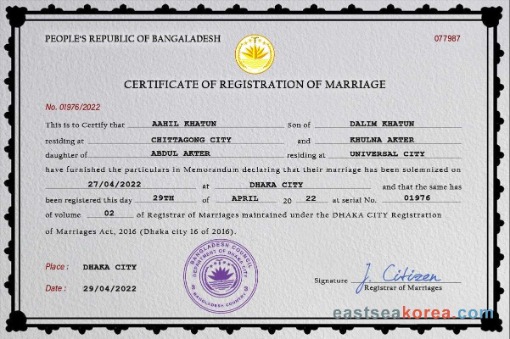 PEOPLE'S REPUBLIC OF BANGALADESH
077987
CERTIFICATE OF REGISTRATION OF MARRIAGE
No. 01976/2022
This is to Certify that AAHIL KHATUN Son of DALIM KHATUN
residing at CHITTAGONG CITY and KHULNA AKTER
daughter of ABDUL AKTER residing at UNIVERSAL CITY
have furnished the particulars in Memorandum declaring that their marriage has been solemnized on
27/04/2022 at DHAKA CITY and that the same has
been registered this day 29TH of APRIL 20 22 at serial No. 01976
of volume 02 of Registrar of Marriages maintained under the DHAKA CITY Registration
of Marriages Act, 2016 (Dhaka city 16 of 2016).
Place : DHAKA CITY
BANGLADESH COUNCIL
DEPARTMENT OF DHAKA CITY
BANGLADESH COUNTRY
Signature J. Citizen
Registrar of Marriages
Date : 29/04/2022
eastseakorea.com